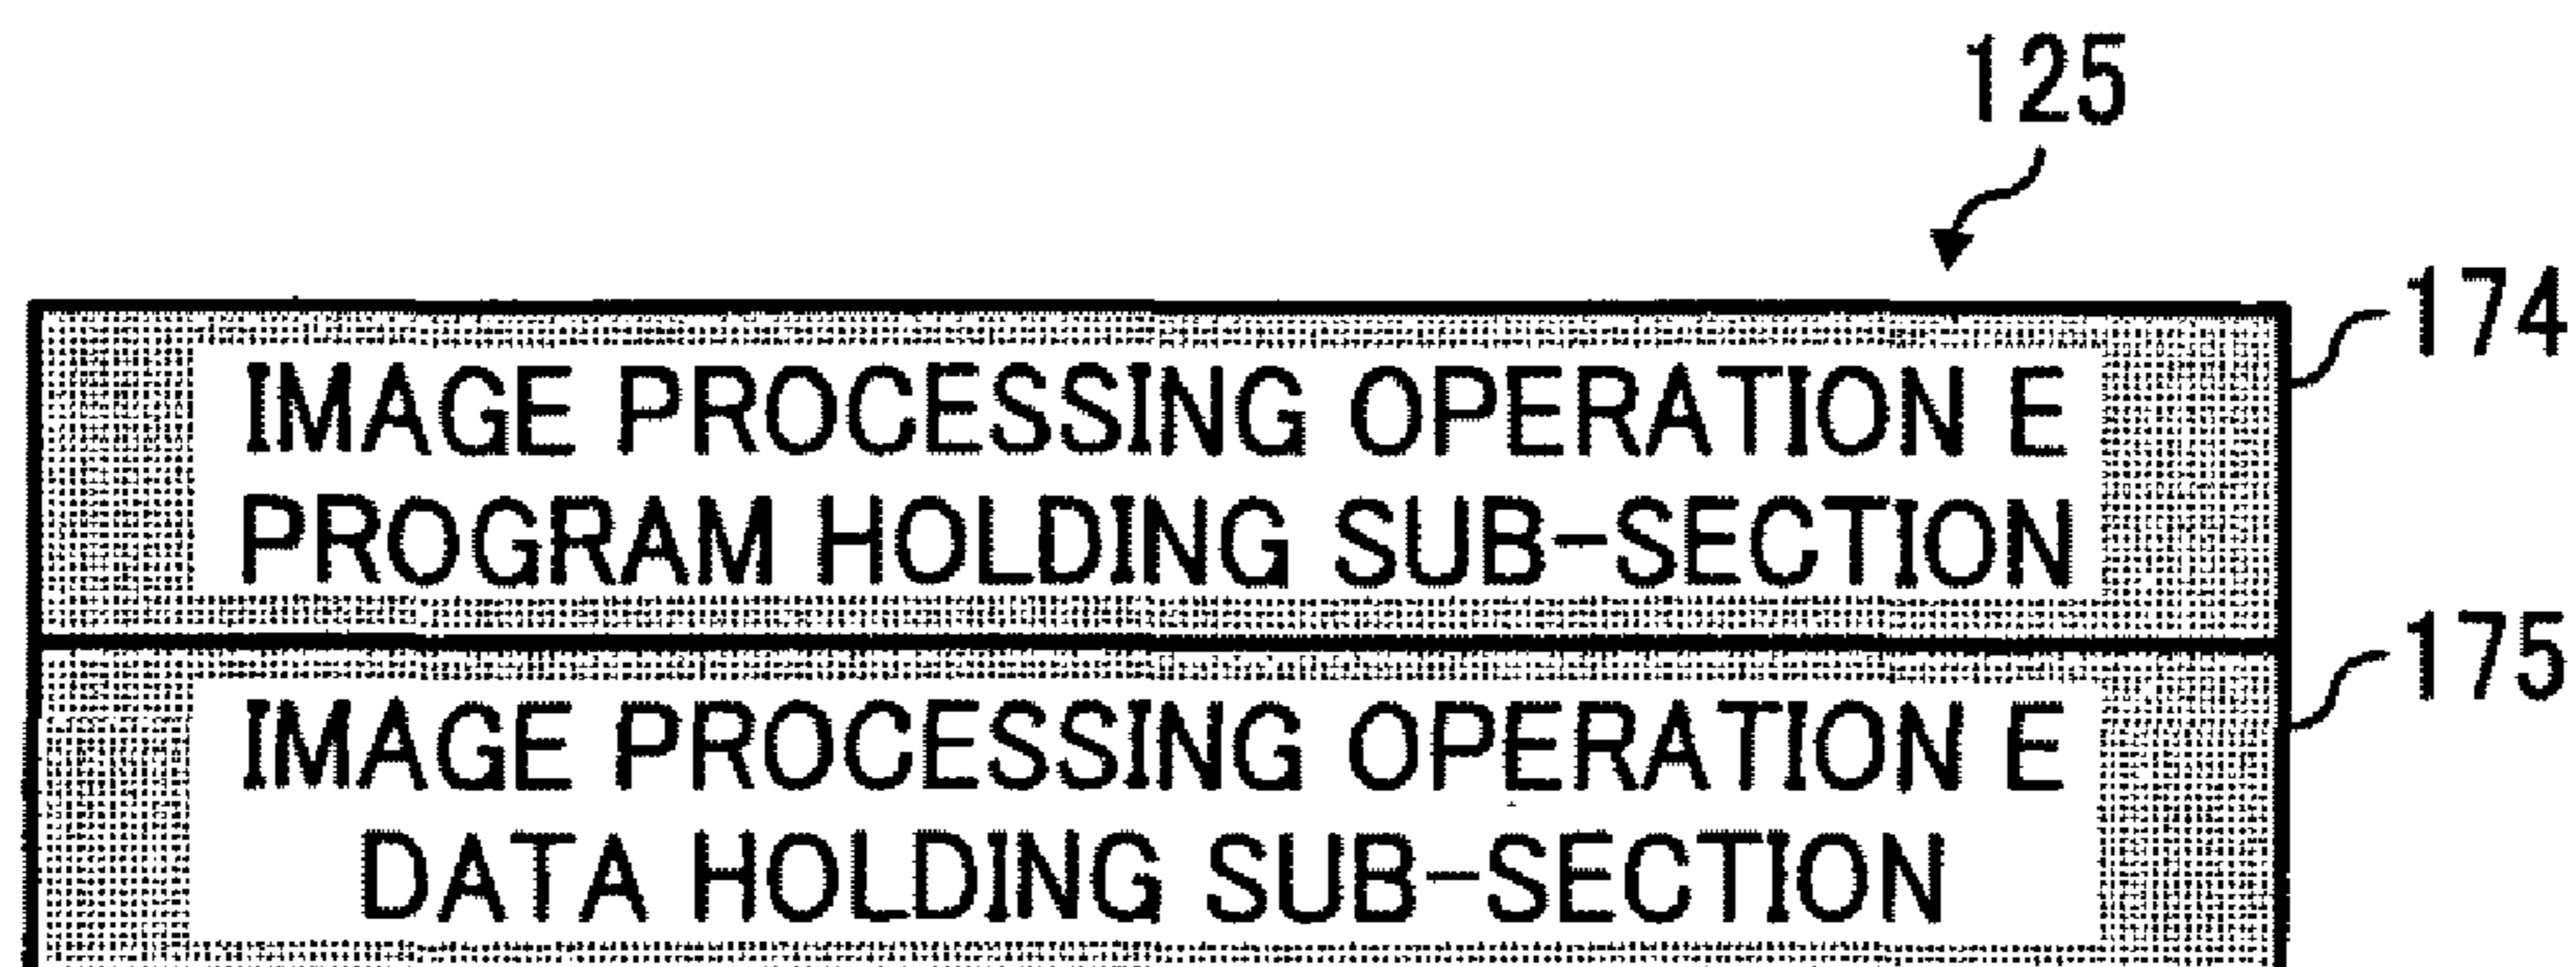 125
174
IMAGE PROCESSING OPERATION E
PROGRAM HOLDING SUB-SECTION
175
IMAGE PROCESSING OPERATION E
DATA HOLDING SUB-SECTION